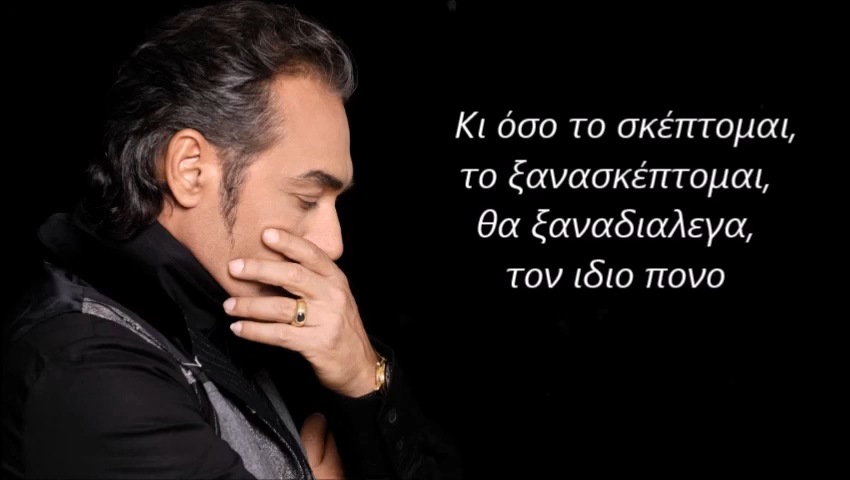 Κι όσο το σκέπτομαι,
το ξανασκέπτομαι,
θα ξαναδιαλεγα,
τον ιδιο πονο